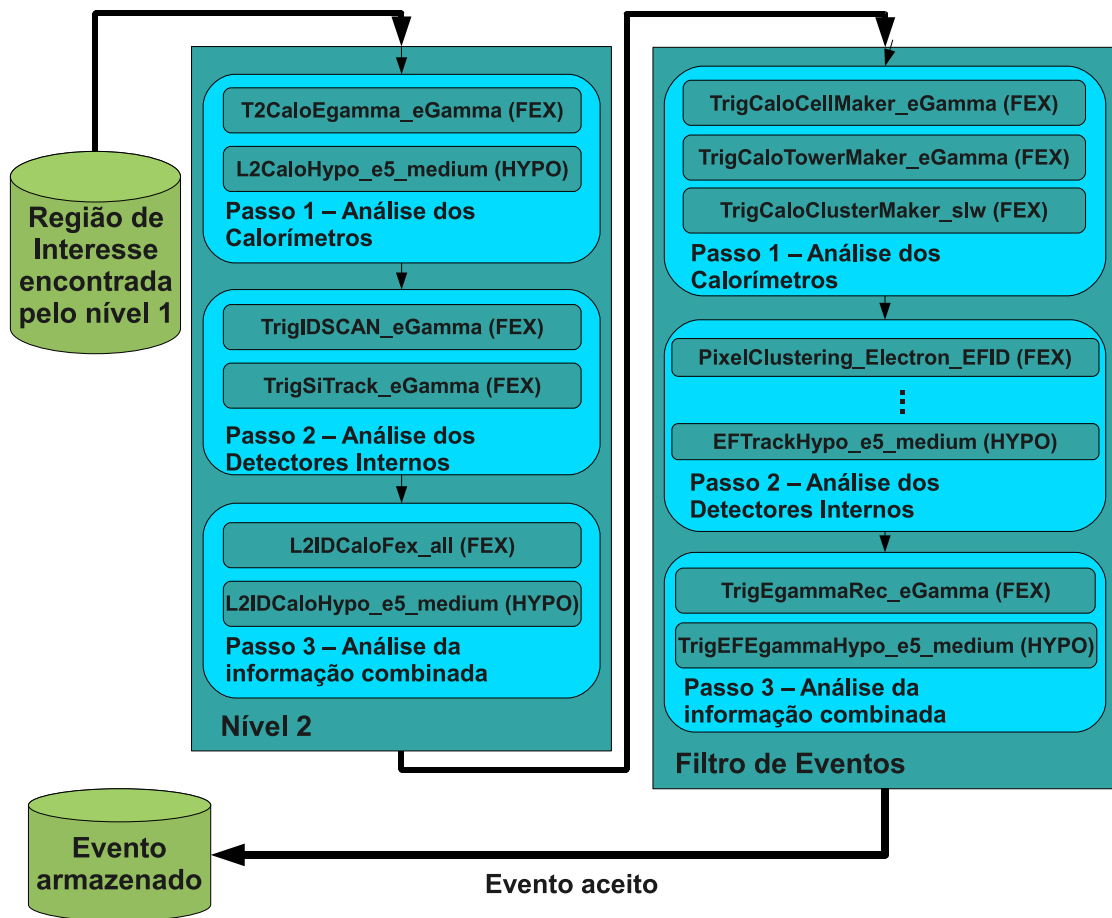 Região de
Interesse
encontrada
pelo nível 1
T2CaloEgamma_eGamma (FEX)
L2CaloHypo_e5_medium (HYPO)
Passo 1 – Análise dos
Calorímetros
TrigIDSCAN_eGamma (FEX)
TrigSiTrack_eGamma (FEX)
Passo 2 – Análise dos
Detectores Internos
L2IDCaloFex_all (FEX)
L2IDCaloHypo_e5_medium (HYPO)
Passo 3 – Análise da
informação combinada
Nível 2
TrigCaloCellMaker_eGamma (FEX)
TrigCaloTowerMaker_eGamma (FEX)
TrigCaloClusterMaker_slw (FEX)
Passo 1 – Análise dos
Calorímetros
PixelClustering_Electron_EFID (FEX)
⋮
EFTrackHypo_e5_medium (HYPO)
Passo 2 – Análise dos
Detectores Internos
TrigEgammaRec_eGamma (FEX)
TrigEFEgammaHypo_e5_medium (HYPO)
Passo 3 – Análise da
informação combinada
Filtro de Eventos
Evento
armazenado
Evento aceito